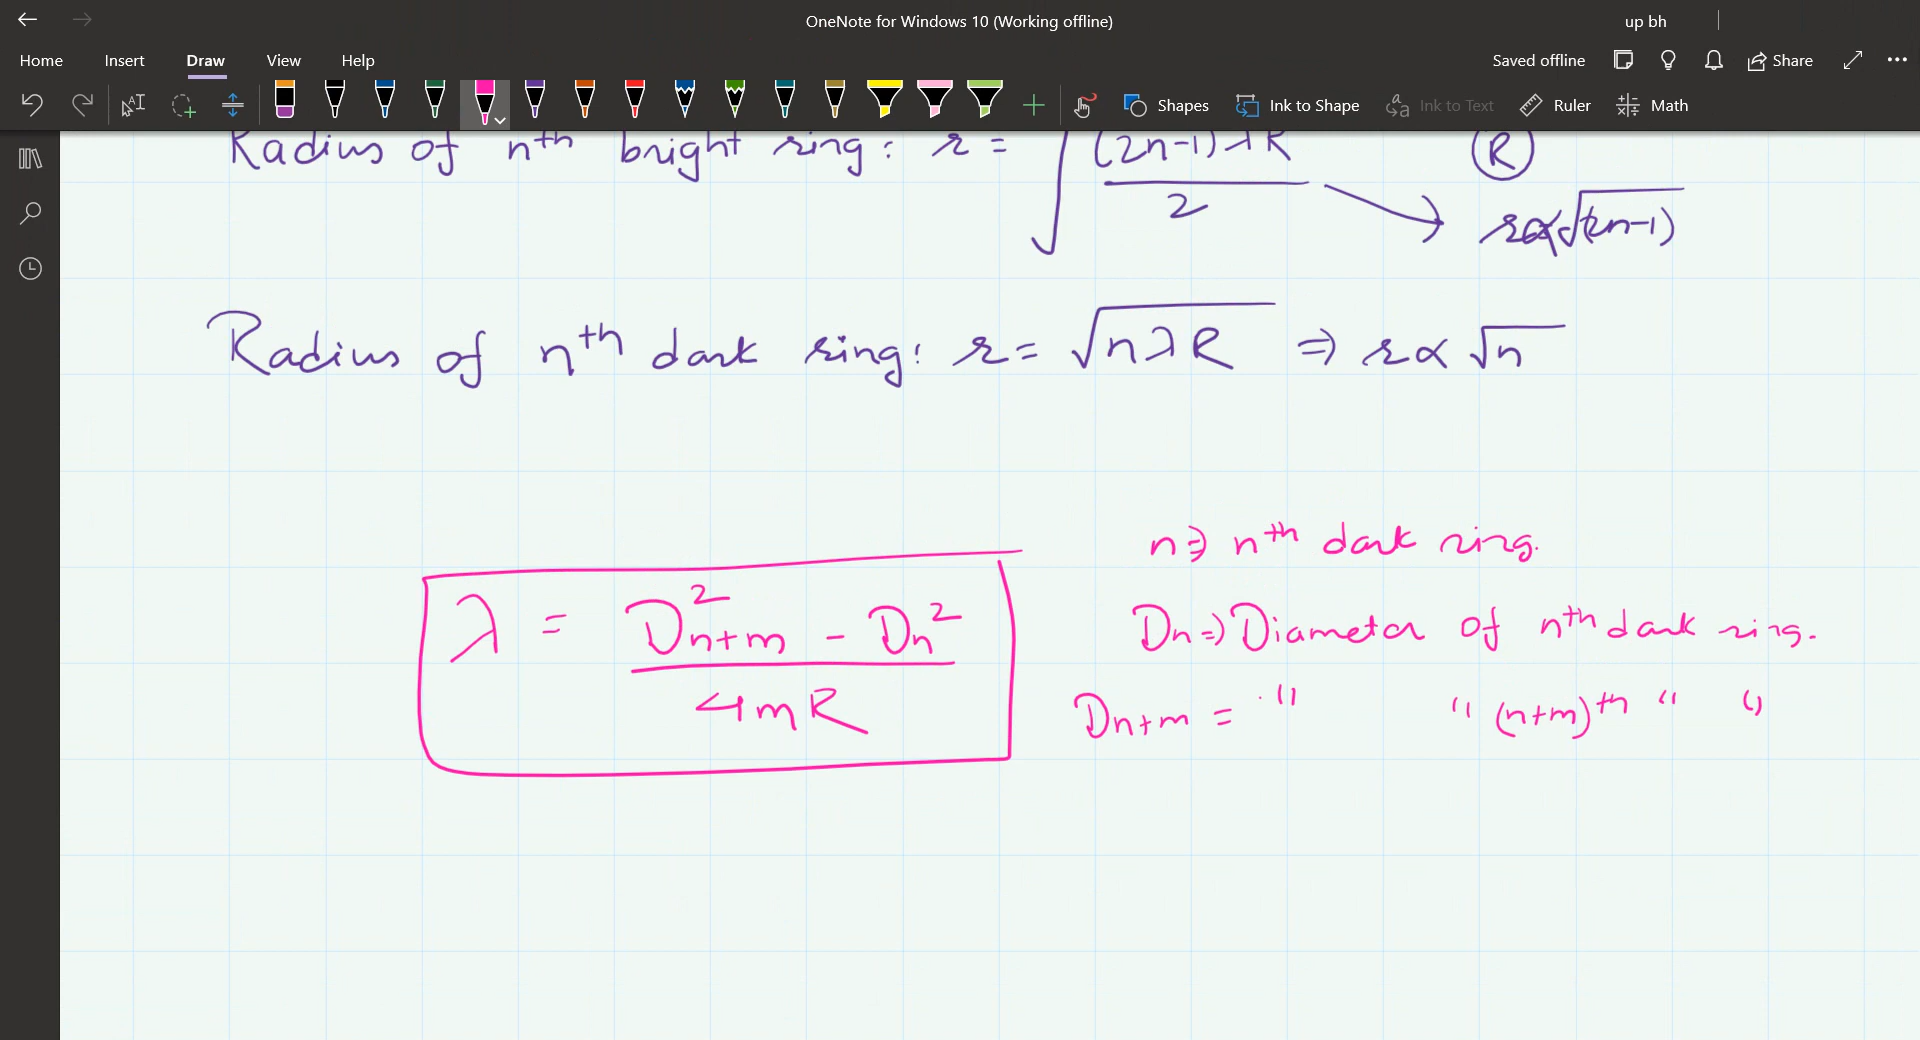 OneNote for Windows 10 (Working offline)
up bh
Home Insert Draw View Help
Saved offline Share
Shapes Ink to Shape Ink to Text Ruler Math
Radius of nth bright ring : r = √((2n-1)λR / 2) (R)
r∝√(2n-1)
Radius of nth dark ring : r = √(nλR) ⇒ r∝√n
n⇒ nth dark ring.
λ = (D²n+m - Dn²) / 4mR
Dn⇒ Diameter of nth dark ring.
Dn+m = " " (n+m)th " "